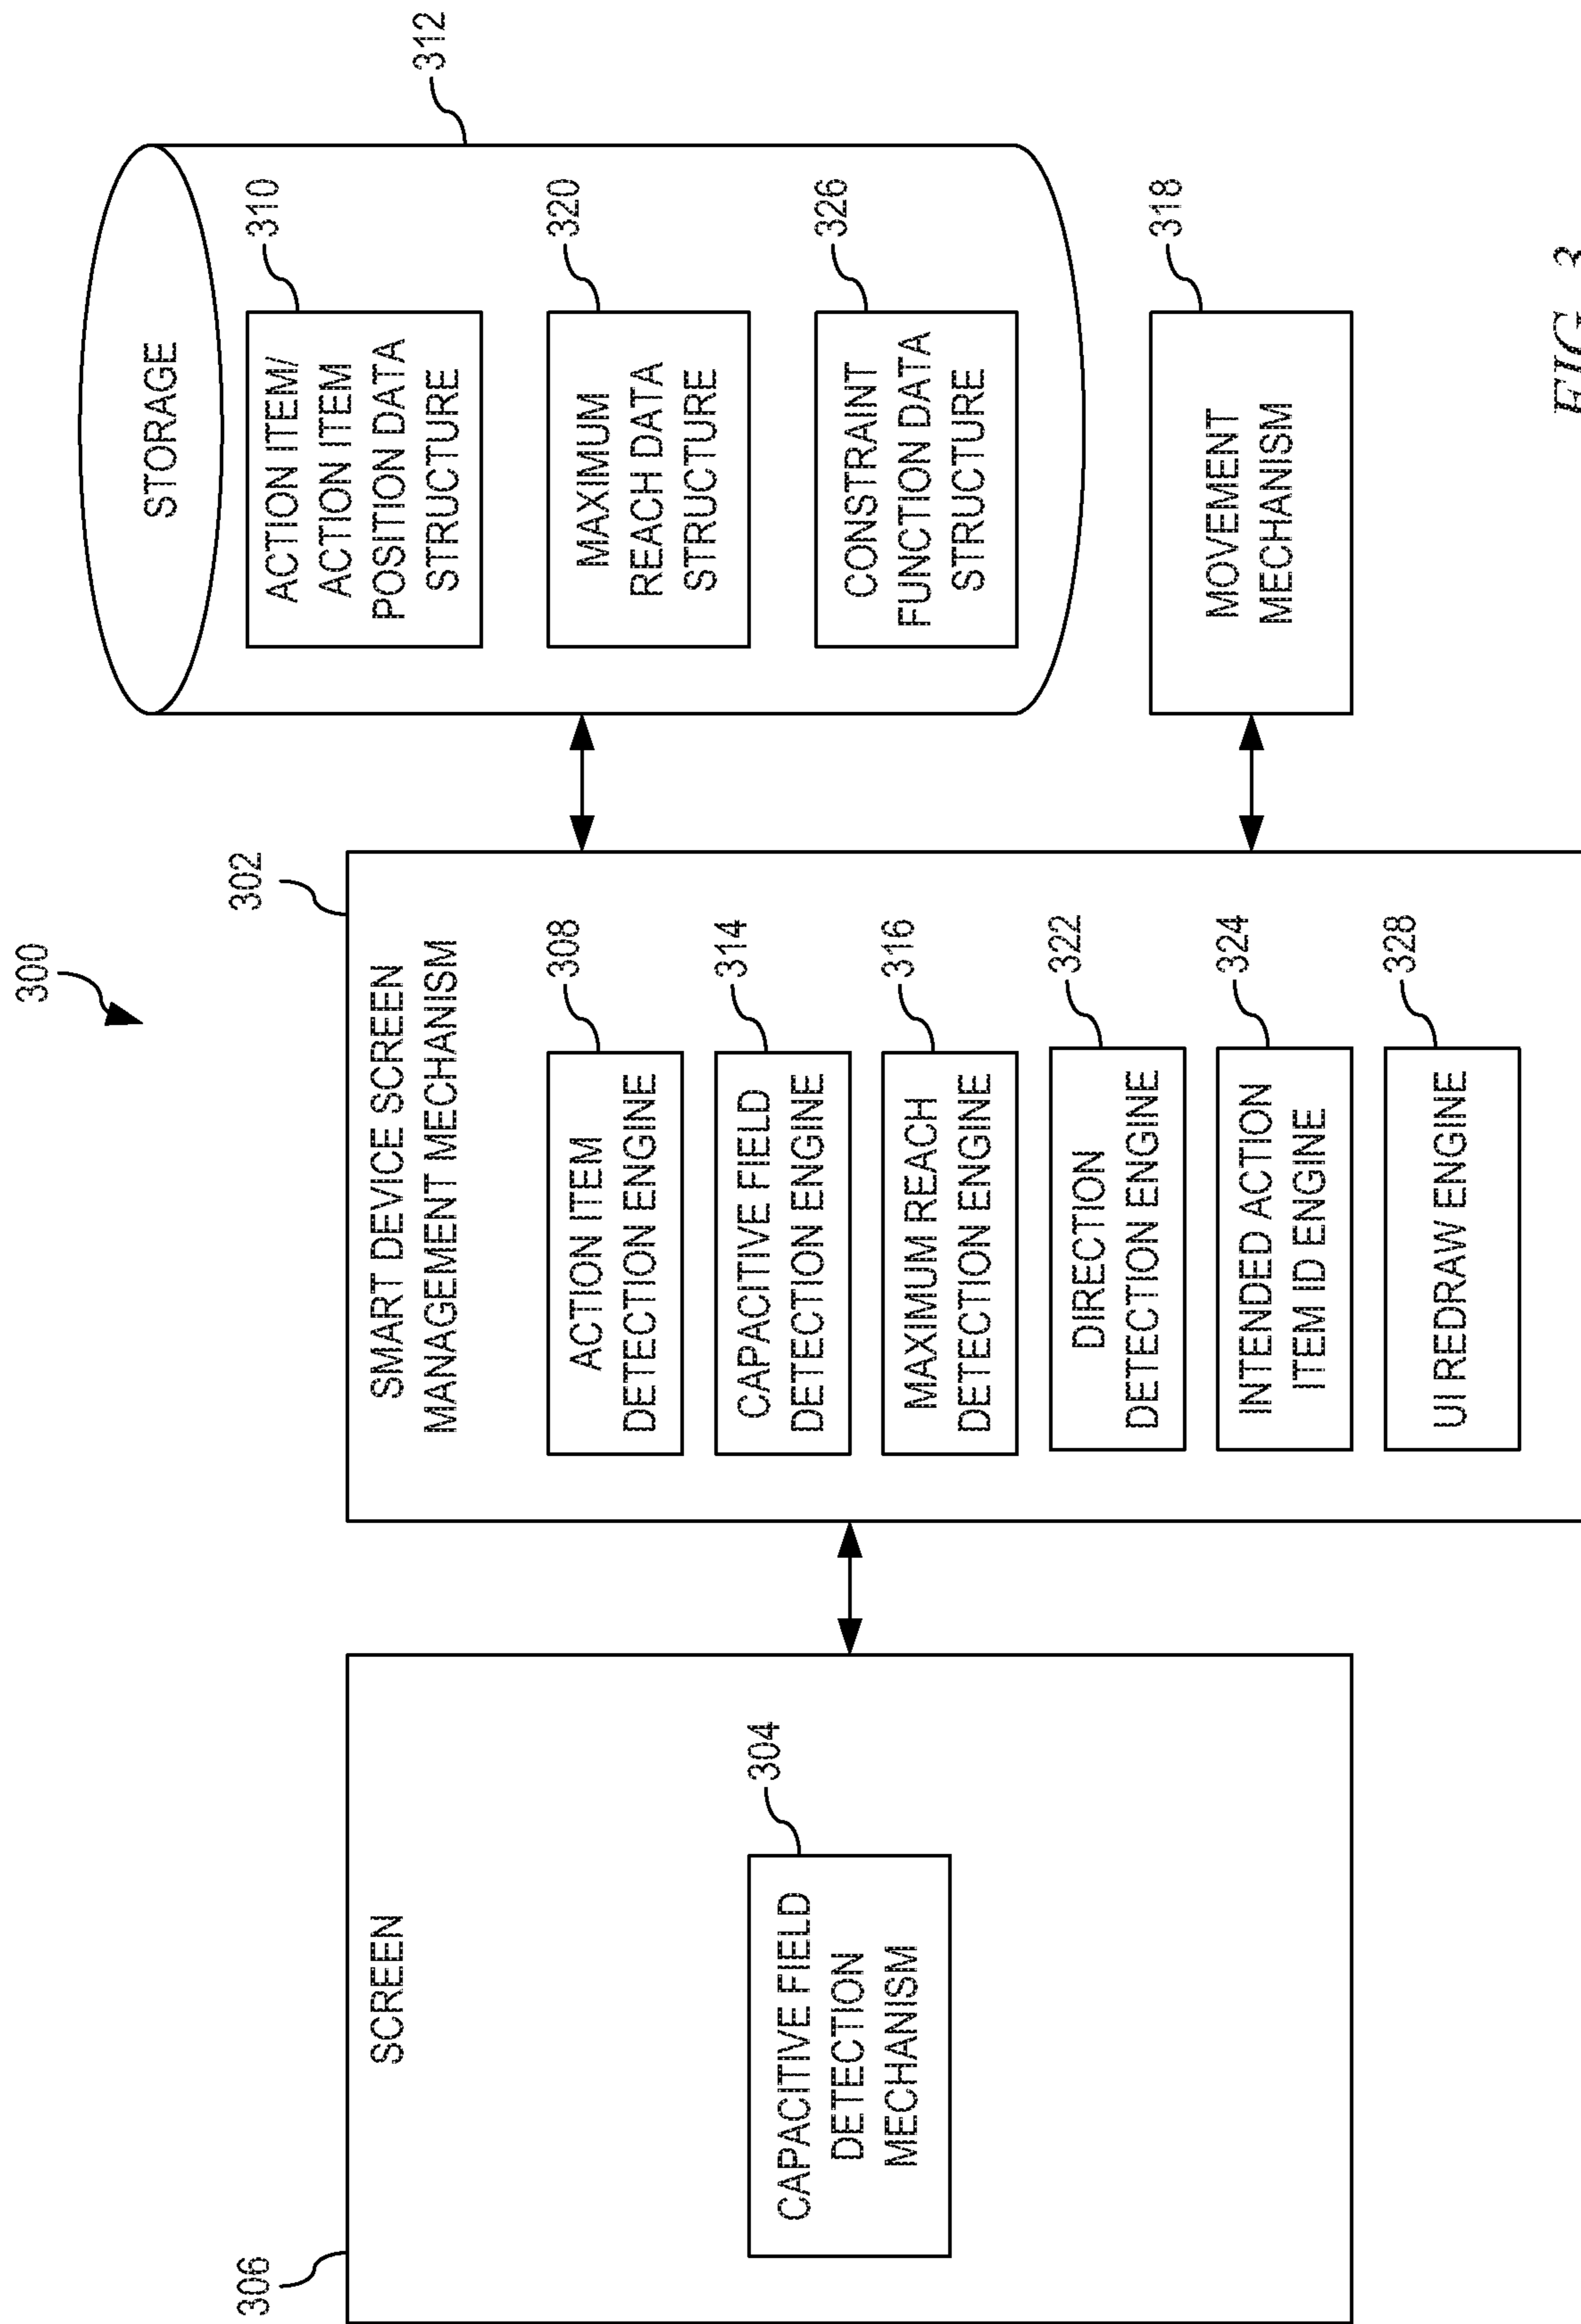 300
306
SCREEN
304
CAPACITIVE FIELD
DETECTION
MECHANISM
302
SMART DEVICE SCREEN
MANAGEMENT MECHANISM
308
ACTION ITEM
DETECTION ENGINE
314
CAPACITIVE FIELD
DETECTION ENGINE
316
MAXIMUM REACH
DETECTION ENGINE
322
DIRECTION
DETECTION ENGINE
324
INTENDED ACTION
ITEM ID ENGINE
328
UI REDRAW ENGINE
312
STORAGE
310
ACTION ITEM/
ACTION ITEM
POSITION DATA
STRUCTURE
320
MAXIMUM
REACH DATA
STRUCTURE
326
CONSTRAINT
FUNCTION DATA
STRUCTURE
318
MOVEMENT
MECHANISM
FIG. 3